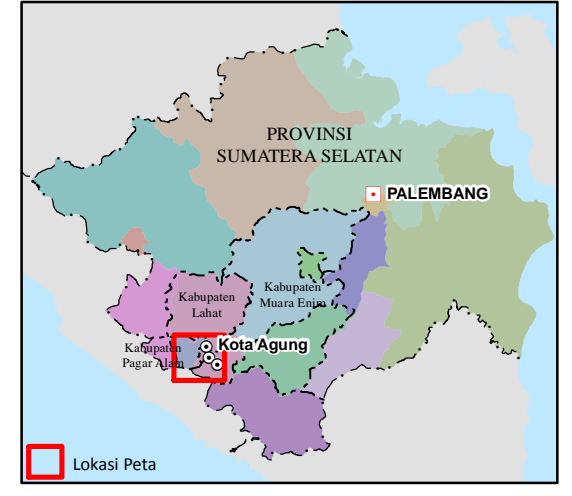 PROVINSI
SUMATERA SELATAN
PALEMBANG
Kabupaten
Muara Enim
Kabupaten
Lahat
Kota Agung
Kabupaten
Pagar Alam
Lokasi Peta